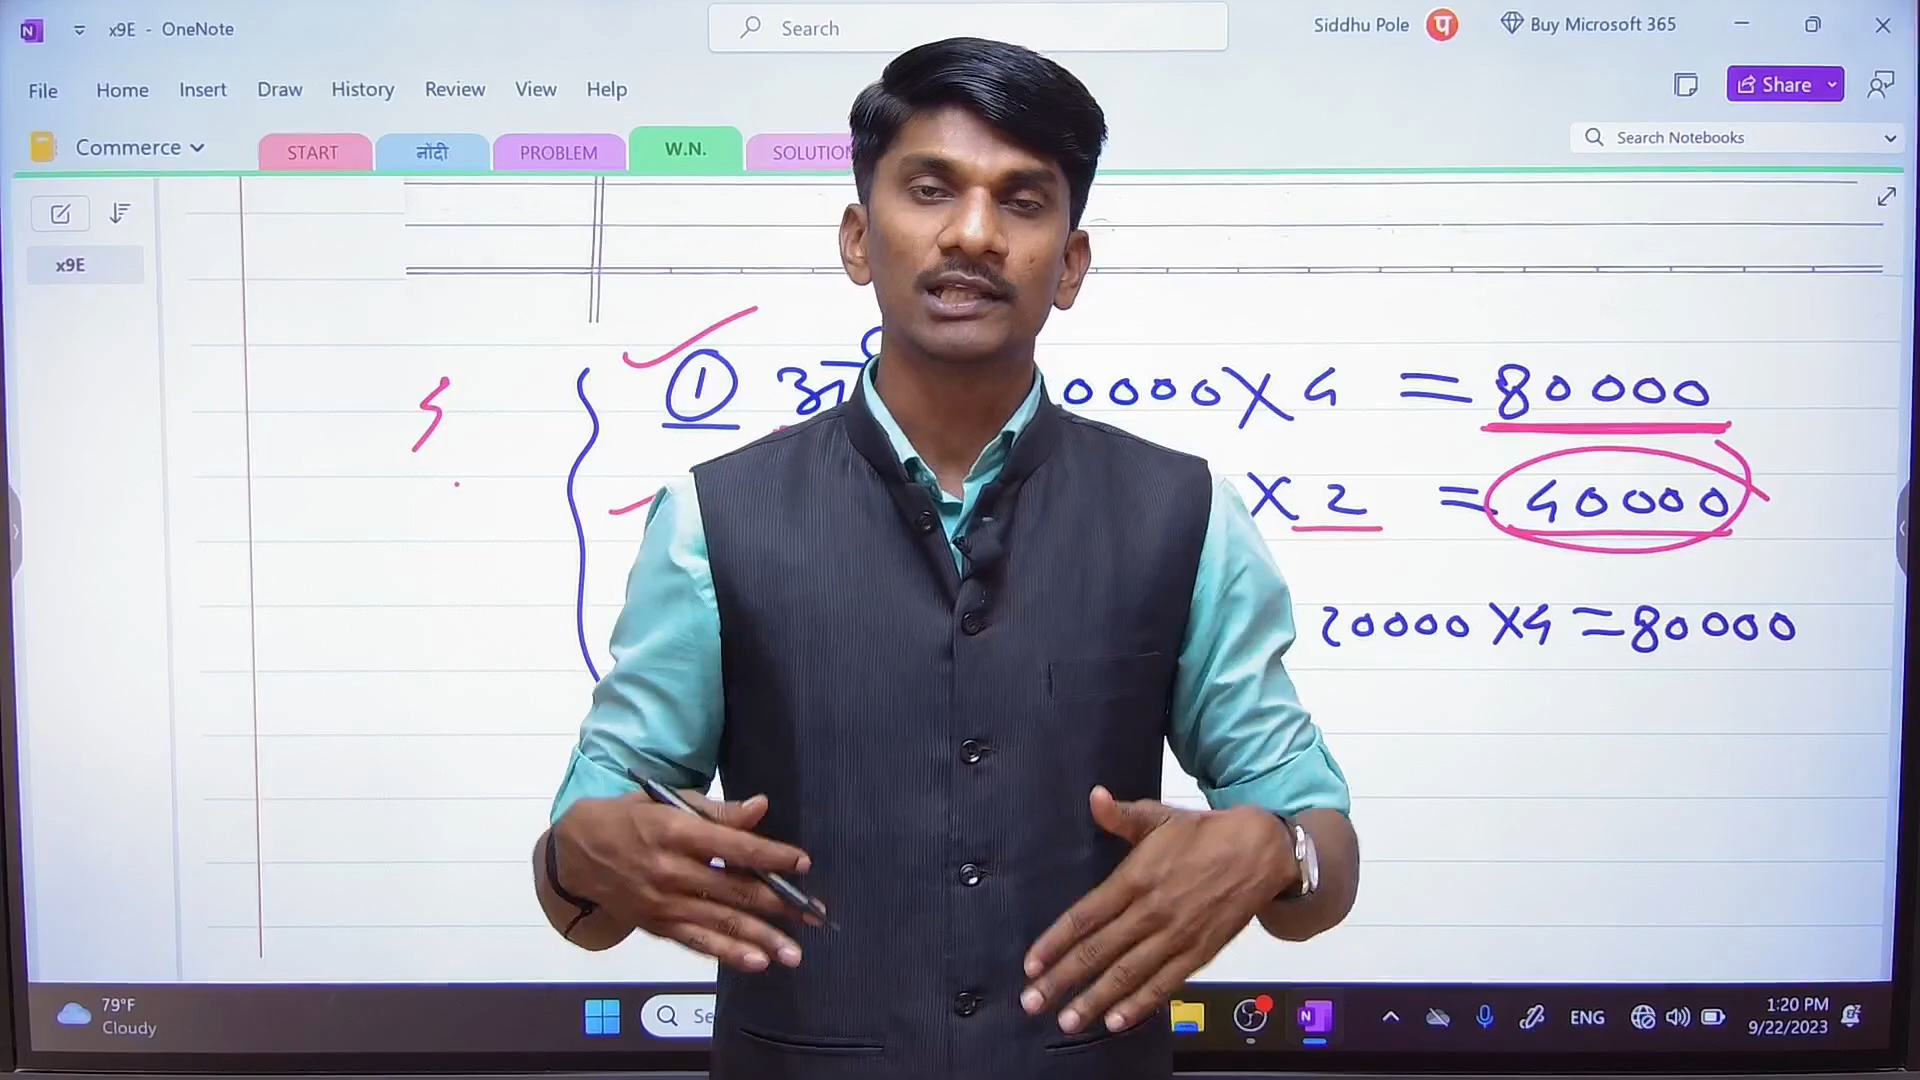 x9E - OneNote
Search
Siddhu Pole
प
Buy Microsoft 365
File Home Insert Draw History Review View Help
Share
Commerce
START नोंदी PROBLEM W.N. SOLUTION
Search Notebooks
x9E
1 0000 X 4 = 80000
X 2 = 40000
20000 X 4 = 80000
79°F
Cloudy
Se
ENG
1:20 PM
9/22/2023